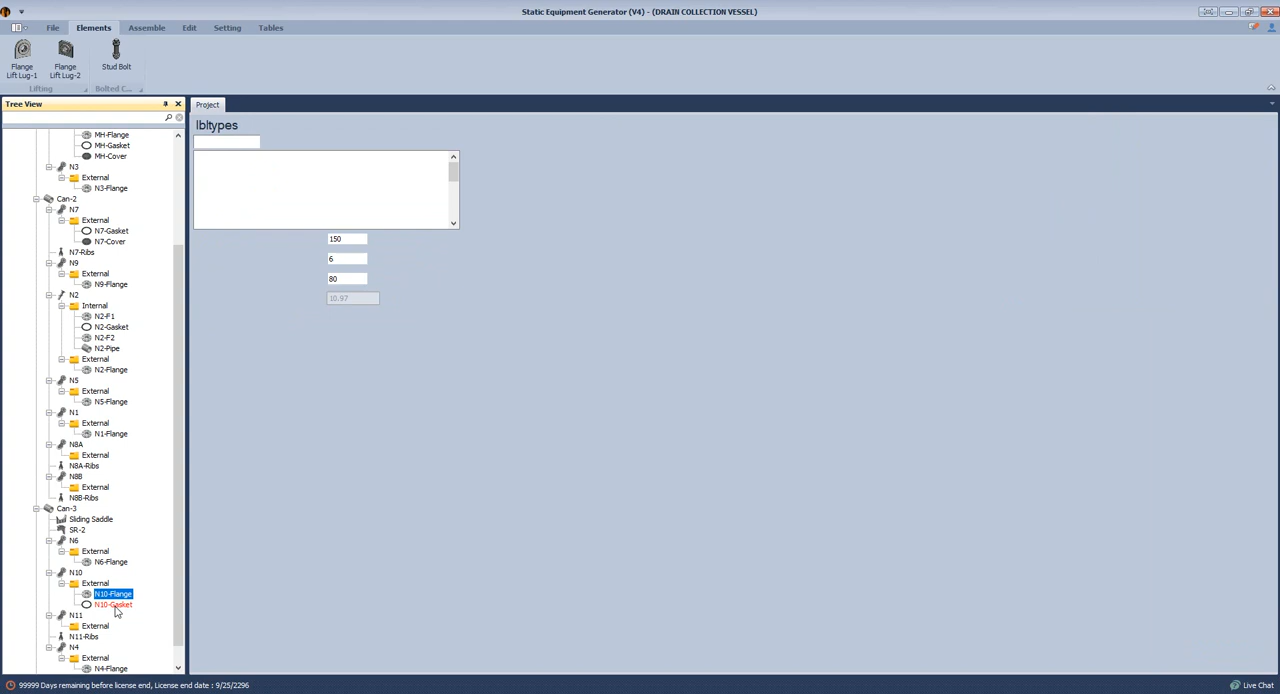 Static Equipment Generator (V4) - (DRAIN COLLECTION VESSEL)
File Elements Assemble Edit Setting Tables
Flange Lift Lug-1
Flange Lift Lug-2
Stud Bolt
Lifting
Bolted C...
Tree View
Project
MH-Flange
MH-Gasket
MH-Cover
N3
External
N3-Flange
Can-2
N7
External
N7-Gasket
N7-Cover
N7-Ribs
N9
External
N9-Flange
N2
Internal
N2-F1
N2-Gasket
N2-F2
N2-Pipe
External
N2-Flange
N5
External
N5-Flange
N1
External
N1-Flange
N8A
External
N8A-Ribs
N8B
External
N8B-Ribs
Can-3
Sliding Saddle
SR-2
N6
External
N6-Flange
N10
External
N10-Flange
N10-Gasket
N11
External
N11-Ribs
N4
External
N4-Flange
lbltypes
150
6
80
10.97
99999 Days remaining before license end, License end date : 9/25/2296
Live Chat